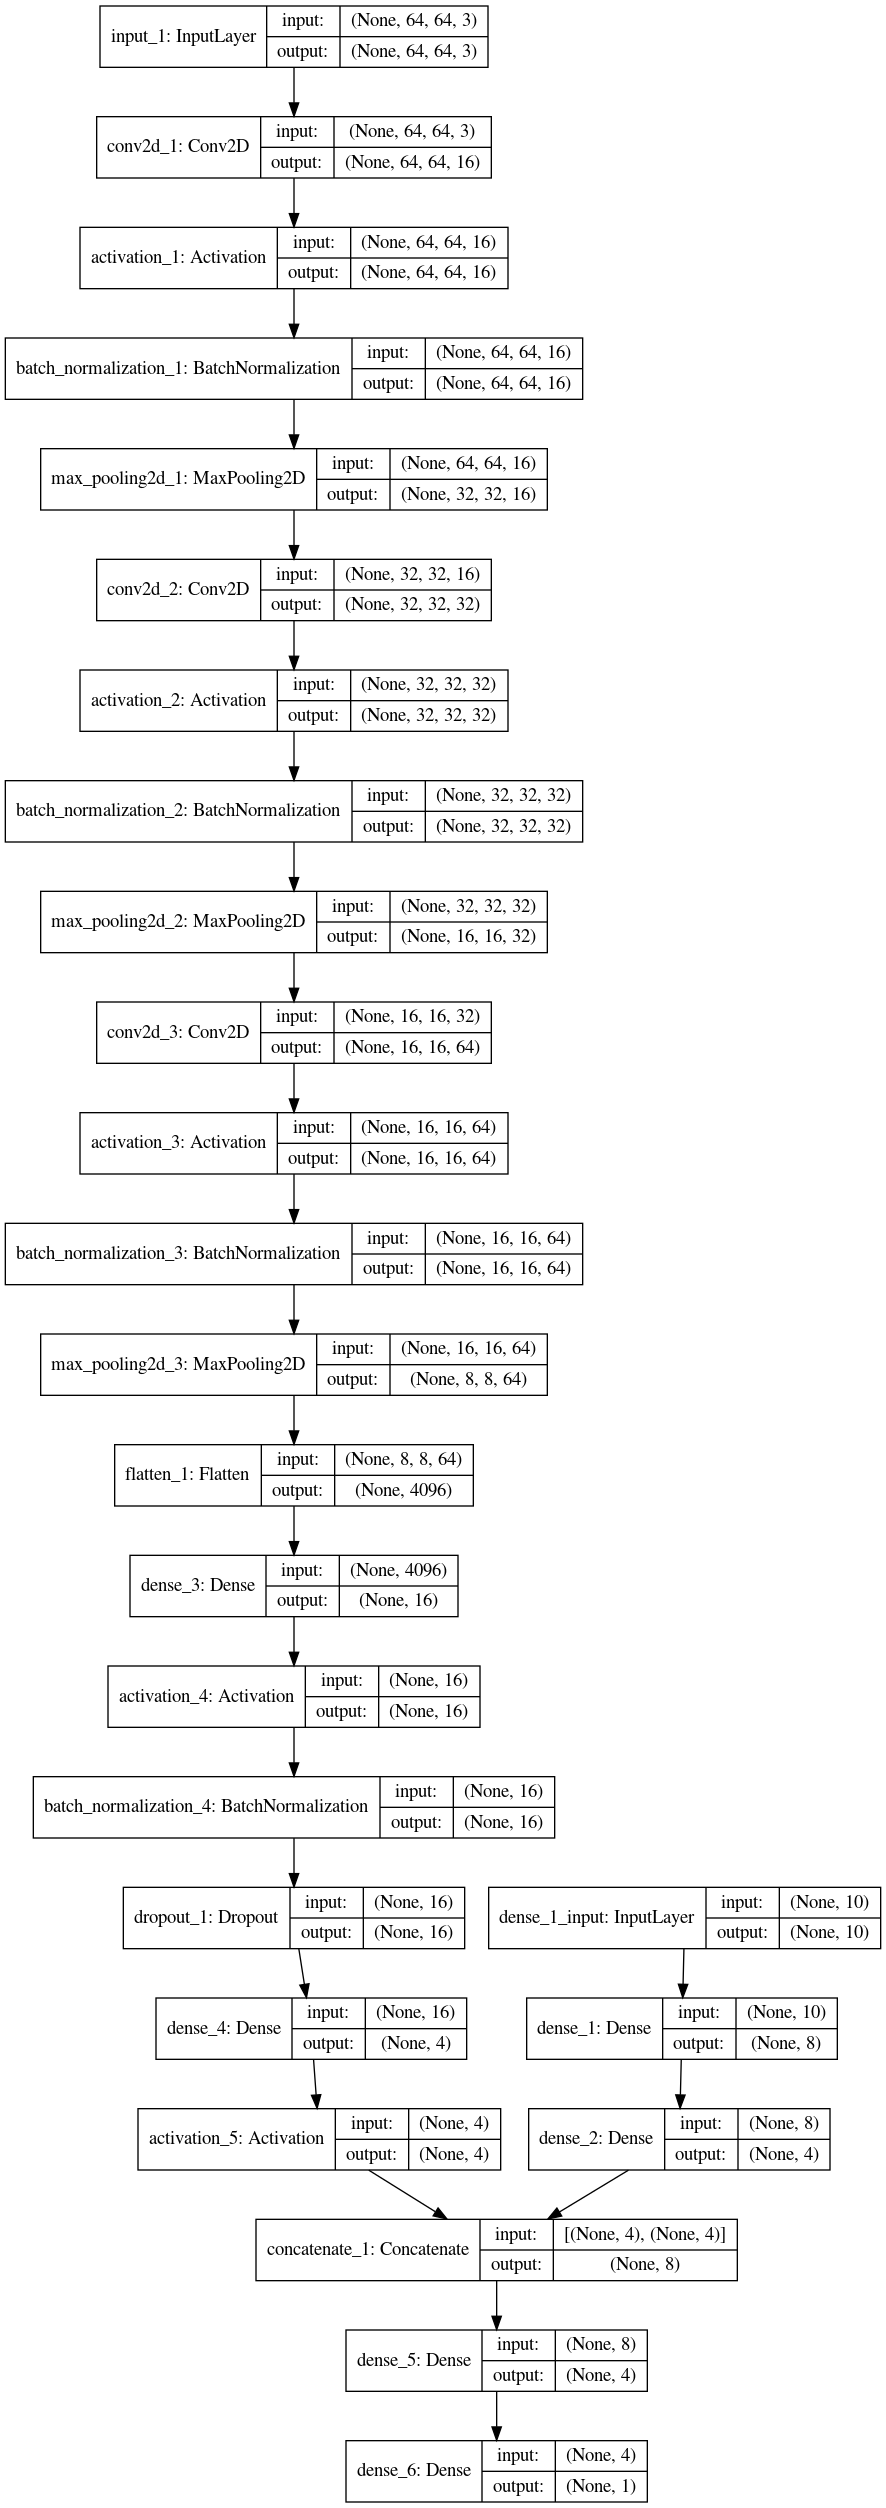 input_1: InputLayer
input: (None, 64, 64, 3)
output: (None, 64, 64, 3)
conv2d_1: Conv2D
input: (None, 64, 64, 3)
output: (None, 64, 64, 16)
activation_1: Activation
input: (None, 64, 64, 16)
output: (None, 64, 64, 16)
batch_normalization_1: BatchNormalization
input: (None, 64, 64, 16)
output: (None, 64, 64, 16)
max_pooling2d_1: MaxPooling2D
input: (None, 64, 64, 16)
output: (None, 32, 32, 16)
conv2d_2: Conv2D
input: (None, 32, 32, 16)
output: (None, 32, 32, 32)
activation_2: Activation
input: (None, 32, 32, 32)
output: (None, 32, 32, 32)
batch_normalization_2: BatchNormalization
input: (None, 32, 32, 32)
output: (None, 32, 32, 32)
max_pooling2d_2: MaxPooling2D
input: (None, 32, 32, 32)
output: (None, 16, 16, 32)
conv2d_3: Conv2D
input: (None, 16, 16, 32)
output: (None, 16, 16, 64)
activation_3: Activation
input: (None, 16, 16, 64)
output: (None, 16, 16, 64)
batch_normalization_3: BatchNormalization
input: (None, 16, 16, 64)
output: (None, 16, 16, 64)
max_pooling2d_3: MaxPooling2D
input: (None, 16, 16, 64)
output: (None, 8, 8, 64)
flatten_1: Flatten
input: (None, 8, 8, 64)
output: (None, 4096)
dense_3: Dense
input: (None, 4096)
output: (None, 16)
activation_4: Activation
input: (None, 16)
output: (None, 16)
batch_normalization_4: BatchNormalization
input: (None, 16)
output: (None, 16)
dropout_1: Dropout
input: (None, 16)
output: (None, 16)
dense_1_input: InputLayer
input: (None, 10)
output: (None, 10)
dense_4: Dense
input: (None, 16)
output: (None, 4)
dense_1: Dense
input: (None, 10)
output: (None, 8)
activation_5: Activation
input: (None, 4)
output: (None, 4)
dense_2: Dense
input: (None, 8)
output: (None, 4)
concatenate_1: Concatenate
input: [(None, 4), (None, 4)]
output: (None, 8)
dense_5: Dense
input: (None, 8)
output: (None, 4)
dense_6: Dense
input: (None, 4)
output: (None, 1)